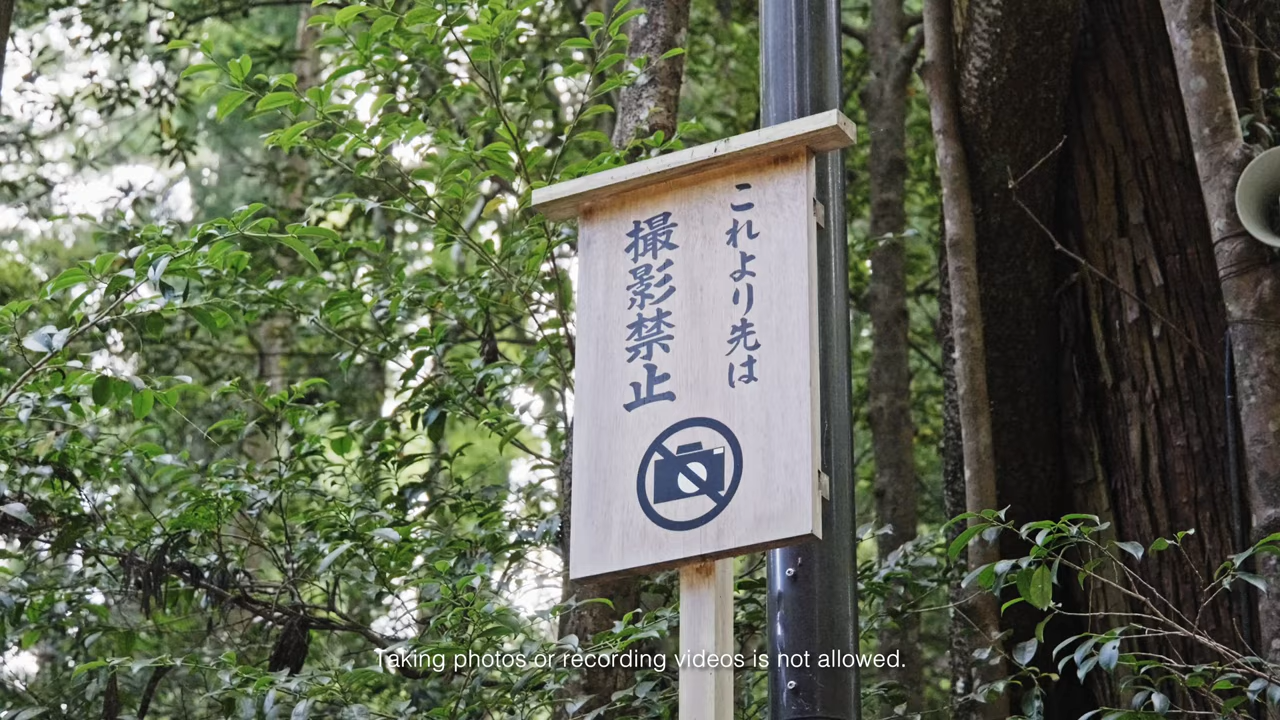 これより先は
撮影禁止
Taking photos or recording videos is not allowed.